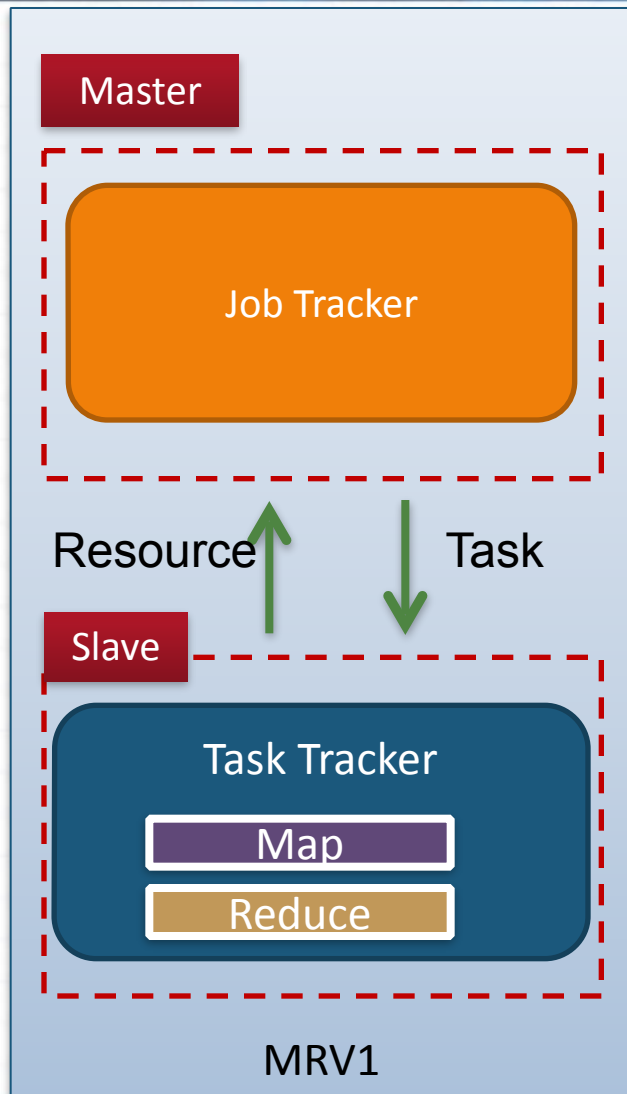 Master
Job Tracker
Resource
Task
Slave
Task Tracker
Map
Reduce
MRV1